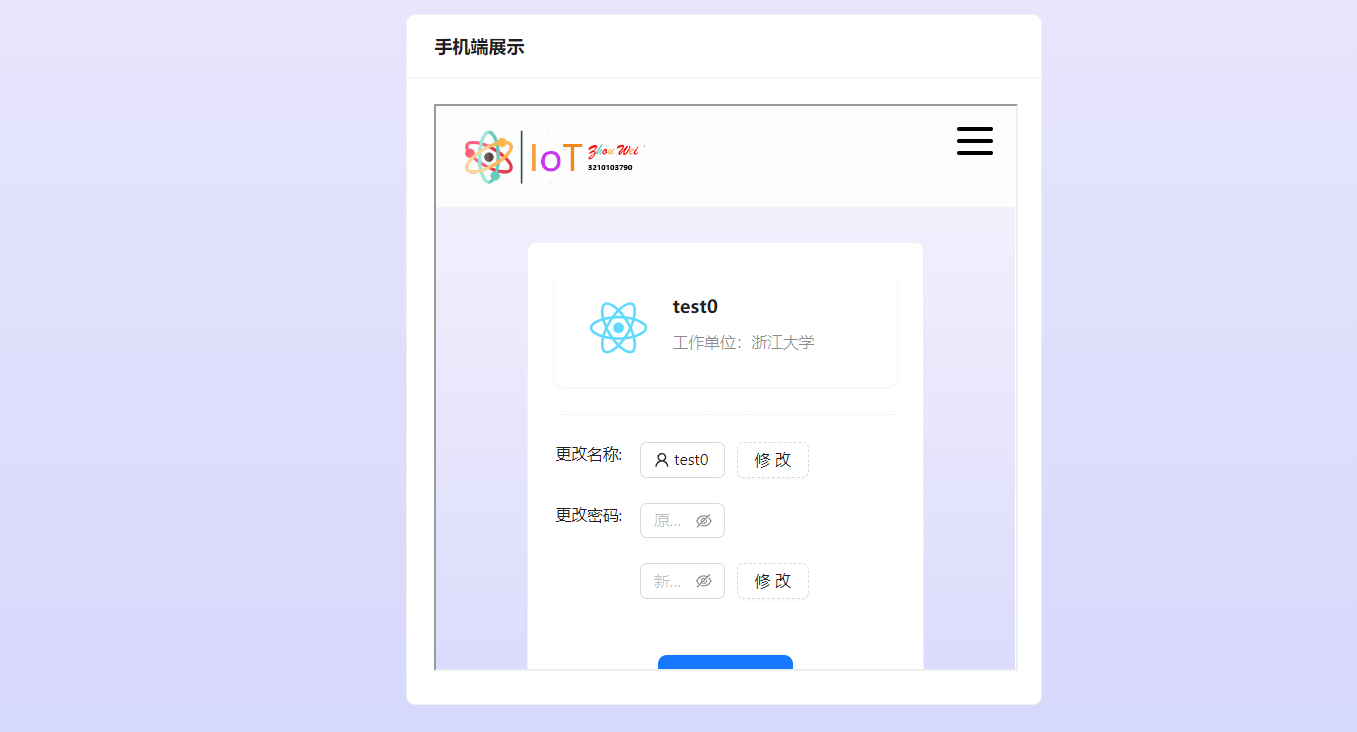 手机端展示
IoT Zhou Wei
3210103790
test0
工作单位：浙江大学
更改名称:
test0
修 改
更改密码:
原...
新...
修 改